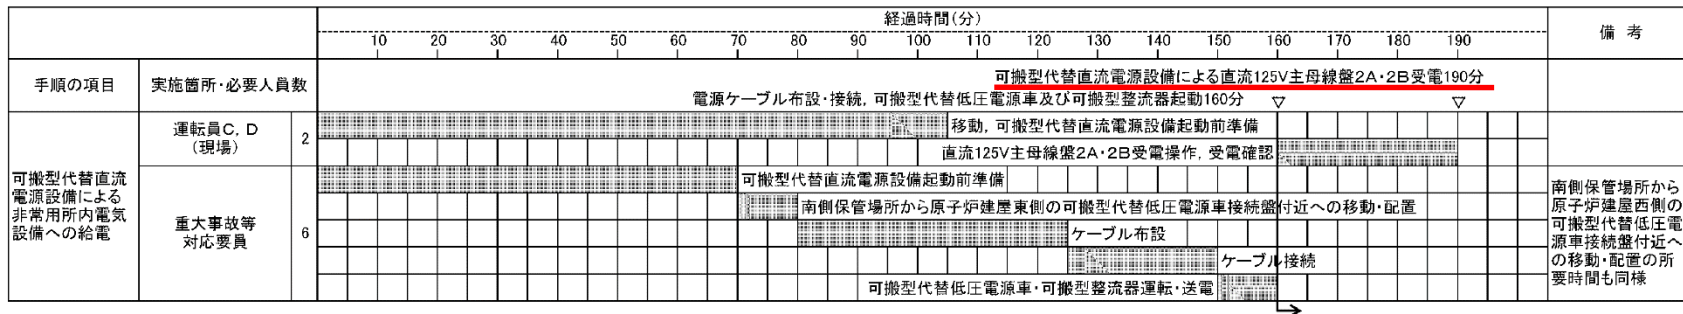 経過時間(分)
備 考
10 20 30 40 50 60 70 80 90 100 110 120 130 140 150 160 170 180 190
手順の項目
実施箇所・必要人員数
可搬型代替直流電源設備による直流125V主母線盤2A・2B受電190分
電源ケーブル布設・接続, 可搬型代替低圧電源車及び可搬型整流器起動160分
可搬型代替直流
電源設備による
非常用所内電気
設備への給電
運転員C, D
(現場)
2
移動, 可搬型代替直流電源設備起動前準備
直流125V主母線盤2A・2B受電操作, 受電確認
重大事故等
対応要員
6
可搬型代替直流電源設備起動前準備
南側保管場所から原子炉建屋東側の可搬型代替低圧電源車接続盤付近への移動・配置
ケーブル布設
ケーブル接続
可搬型代替低圧電源車・可搬型整流器運転・送電
南側保管場所から
原子炉建屋西側の
可搬型代替低圧電
源車接続盤付近へ
の移動・配置の所
要時間も同様